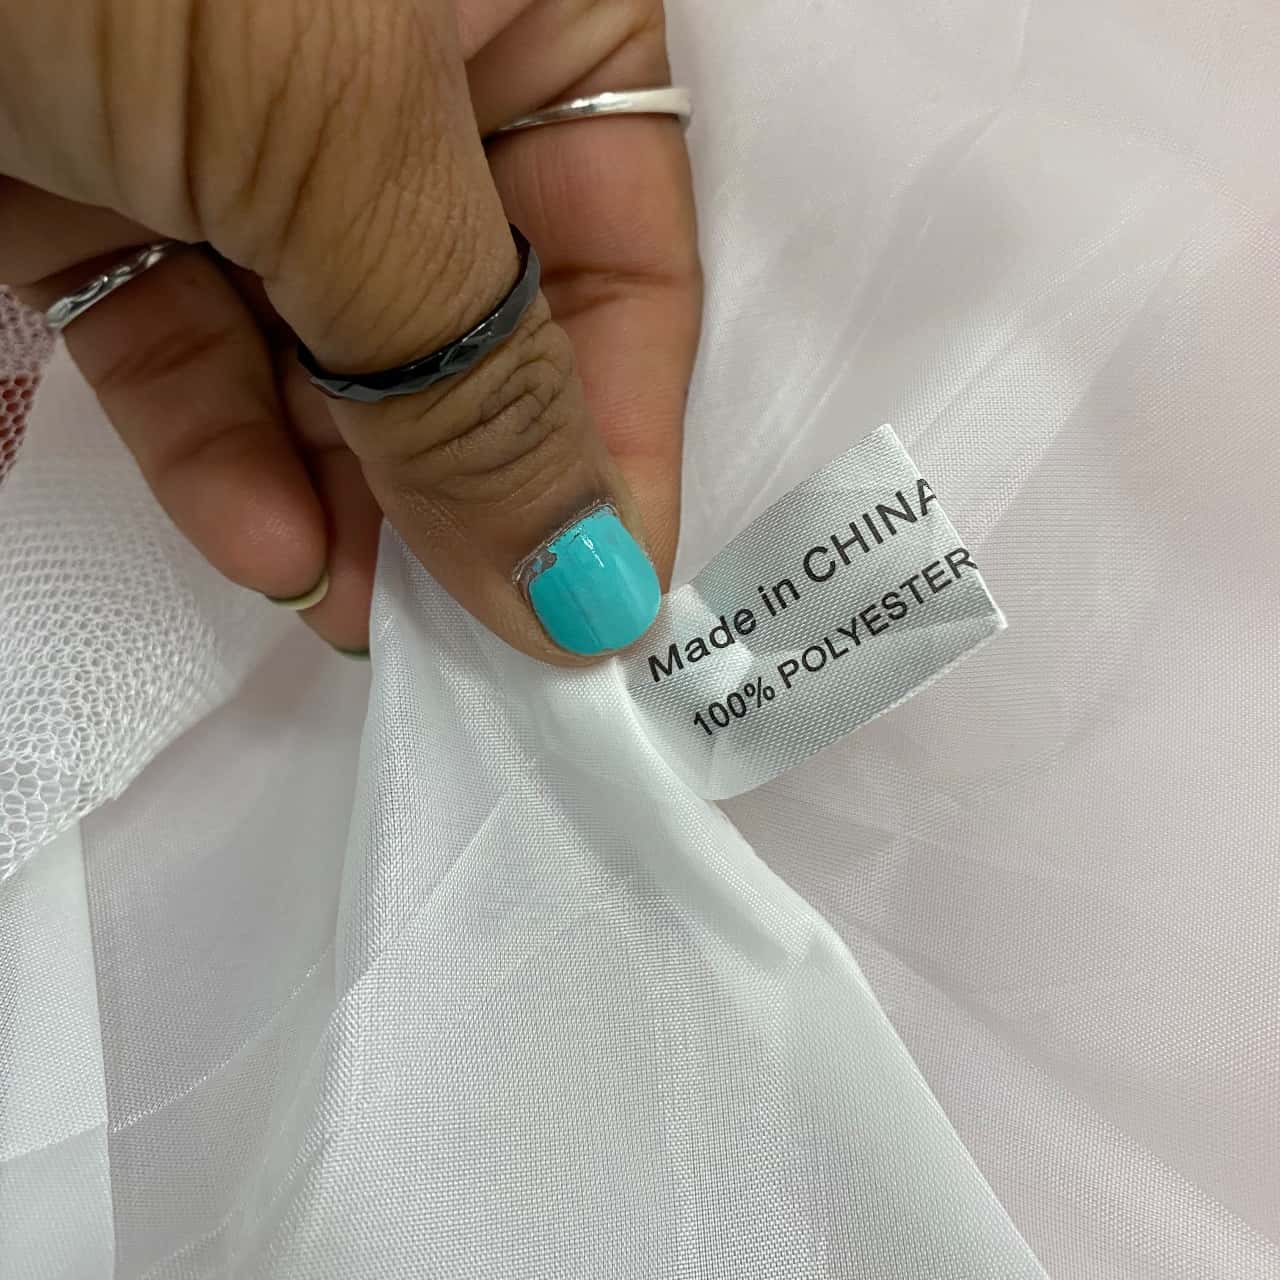 Made in CHINA
100% POLYESTER